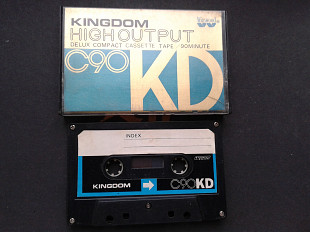 KINGDOM
HIGH OUTPUT
DELUX COMPACT CASSETTE TAPE 90MINUTE
C90 KD
INDEX
KINGDOM
C90KD